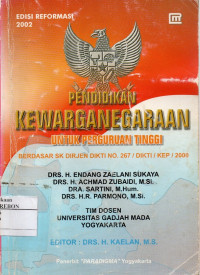 EDISI REFORMASI
2002
PENDIDIKAN
KEWARGANEGARAAN
UNTUK PERGURUAN TINGGI
BERDASAR SK DIRJEN DIKTI NO. 267 / DIKTI / KEP / 2000
DRS. H. ENDANG ZAELANI SUKAYA
DRS. H. ACHMAD ZUBAIDI, M.Si.
DRA. SARTINI, M.Hum.
DRS. H.R. PARMONO, M.Si.
TIM DOSEN
UNIVERSITAS GADJAH MADA
YOGYAKARTA
EDITOR : DRS. H. KAELAN, M.S.
Penerbit "PARADIGMA" Yogyakarta